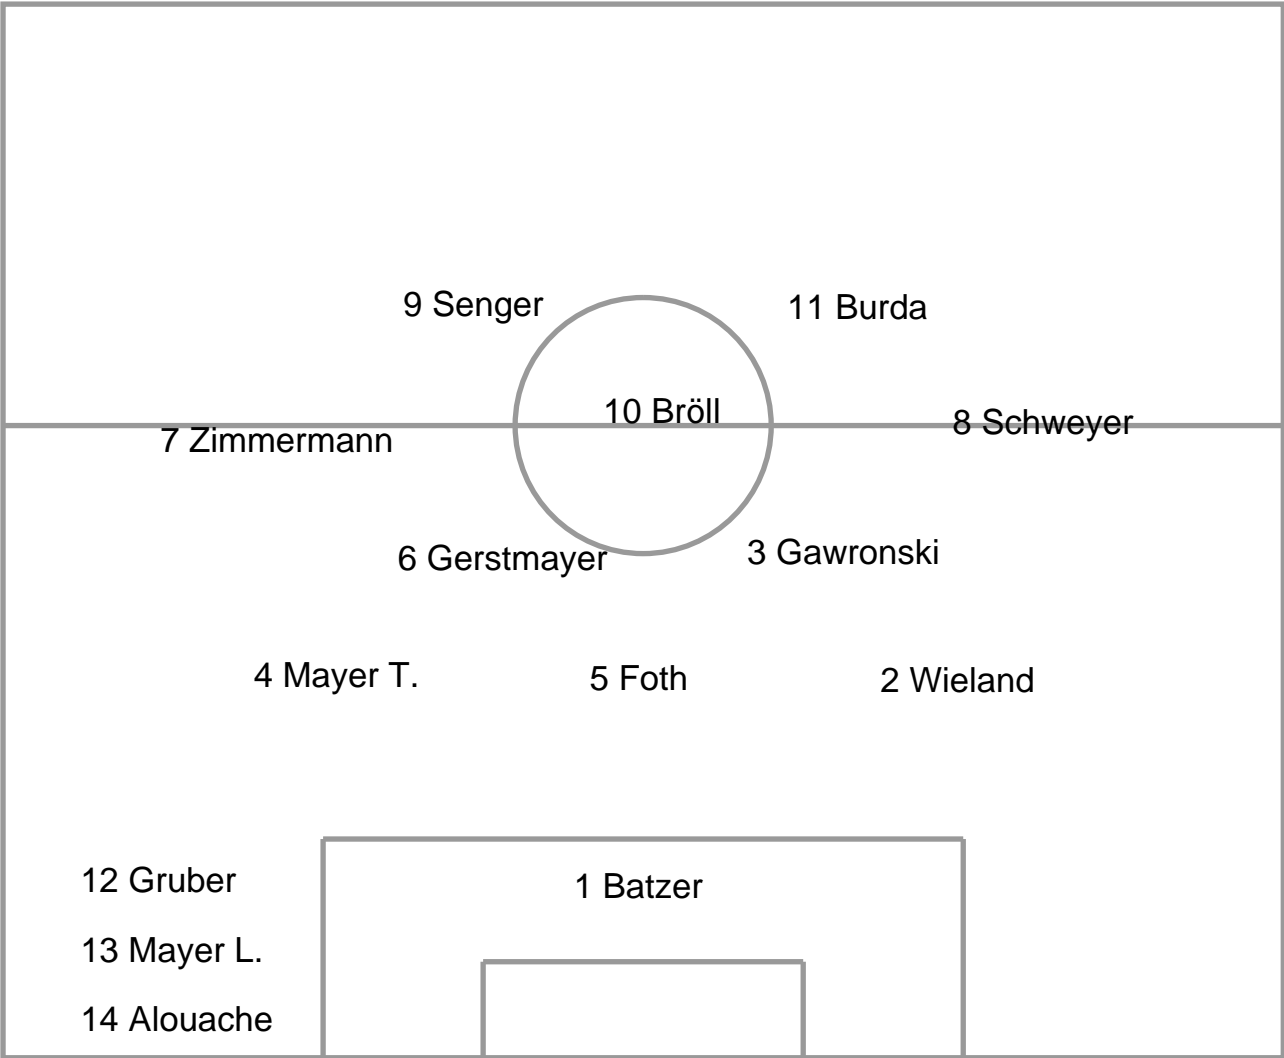 9 Senger
11 Burda
10 Bröll
8 Schweyer
7 Zimmermann
6 Gerstmayer
3 Gawronski
4 Mayer T.
5 Foth
2 Wieland
12 Gruber
1 Batzer
13 Mayer L.
14 Alouache